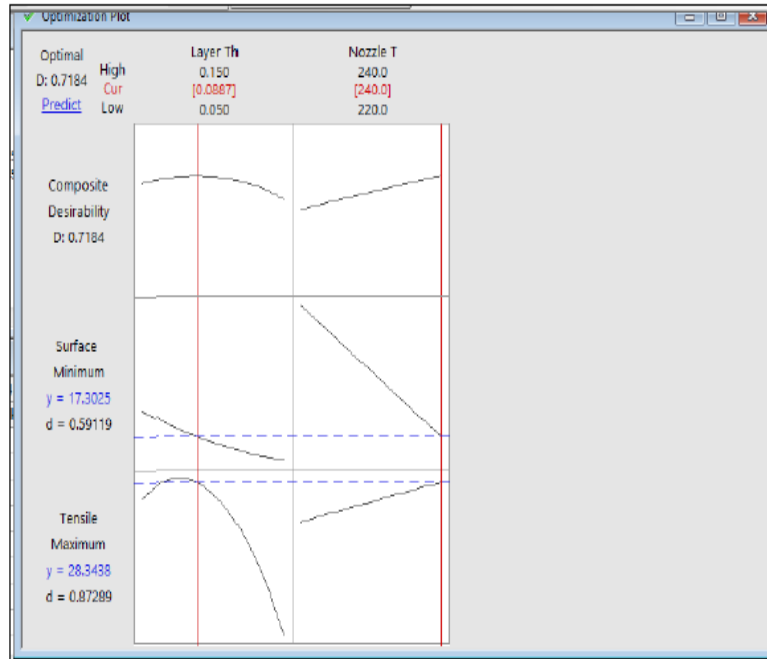 Optimization Plot
Optimal
D: 0.7184
Predict
High
Cur
Low
Layer Th
0.150
[0.0887]
0.050
Nozzle T
240.0
[240.0]
220.0
Composite
Desirability
D: 0.7184
Surface
Minimum
y = 17.3025
d = 0.59119
Tensile
Maximum
y = 28.3438
d = 0.87289